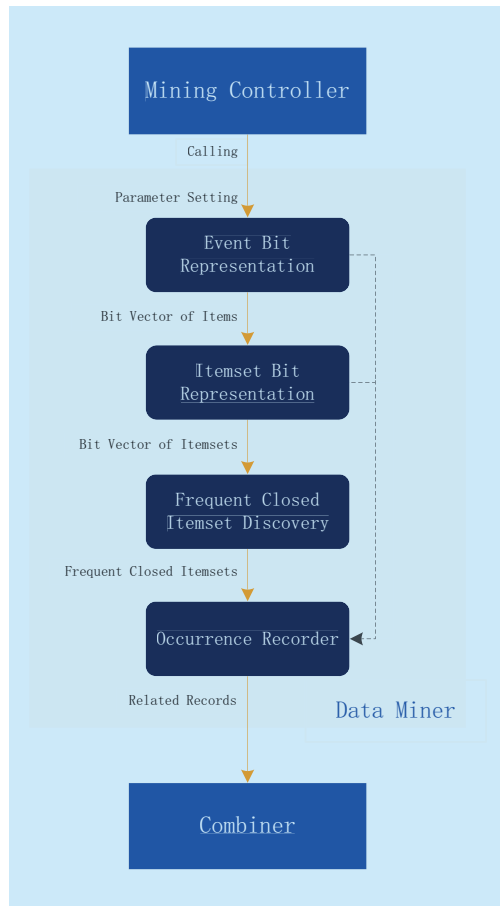 Mining Controller
Calling
Parameter Setting
Event Bit
Representation
Bit Vector of Items
Itemset Bit
Representation
Bit Vector of Itemsets
Frequent Closed
Itemset Discovery
Frequent Closed Itemsets
Occurrence Recorder
Related Records
Data Miner
Combiner